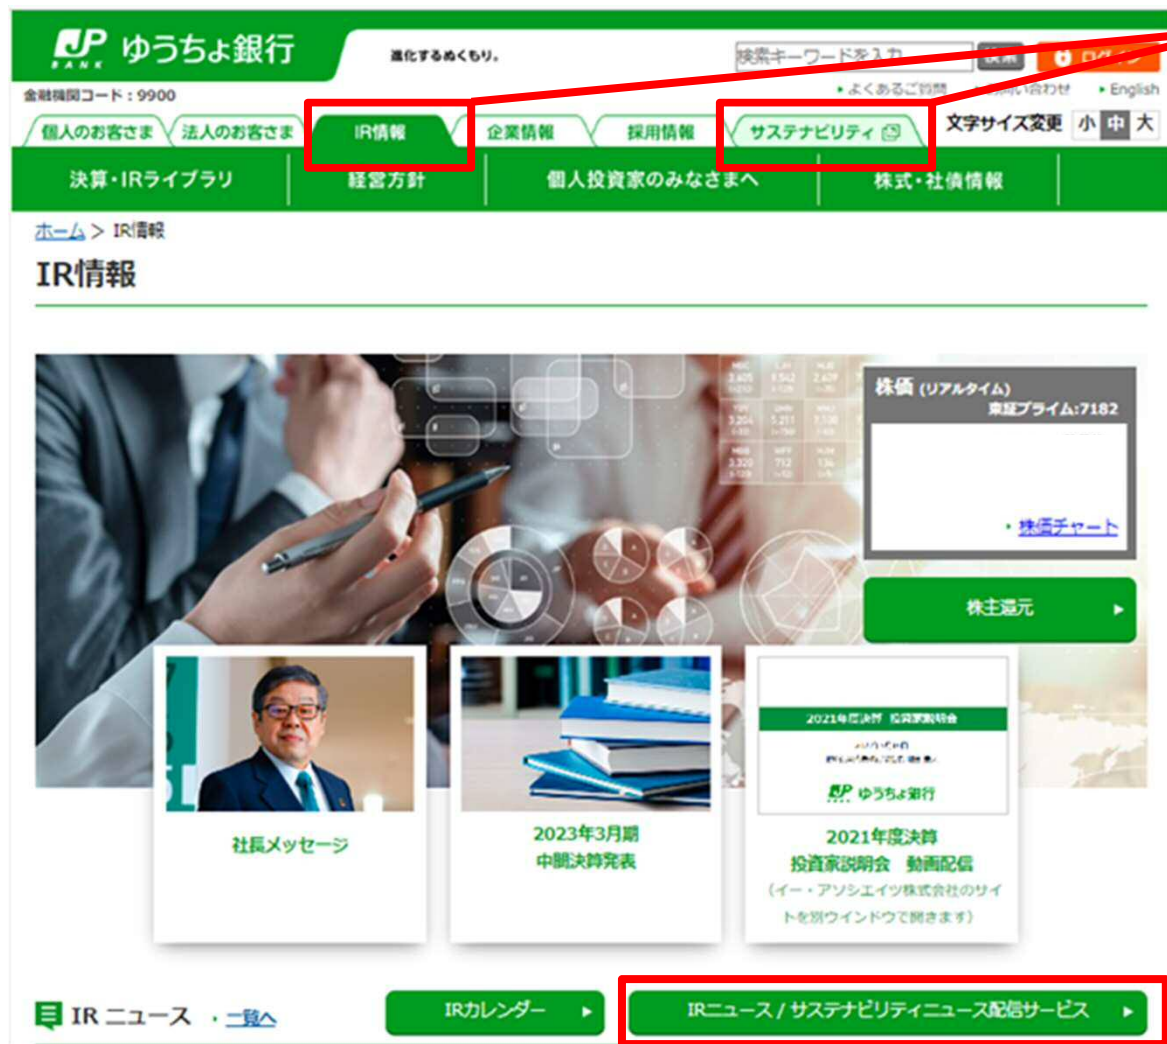 JP BANK ゆうちょ銀行
進化するぬくもり。
検索キーワードを入力
検索
ログイン
金融機関コード：9900
よくあるご質問
お問い合わせ
English
個人のお客さま
法人のお客さま
IR情報
企業情報
採用情報
サステナビリティ
文字サイズ変更 小 中 大
決算・IRライブラリ
経営方針
個人投資家のみなさまへ
株式・社債情報
ホーム ＞ IR情報
IR情報
株価 (リアルタイム)
東証プライム:7182
株価チャート
株主還元
社長メッセージ
2023年3月期
中間決算発表
2021年度決算 投資家説明会
JP BANK ゆうちょ銀行
2021年度決算
投資家説明会 動画配信
（イー・アソシエイツ株式会社のサイ
トを別ウインドウで開きます）
IR ニュース ・一覧へ
IRカレンダー
IRニュース / サステナビリティニュース配信サービス